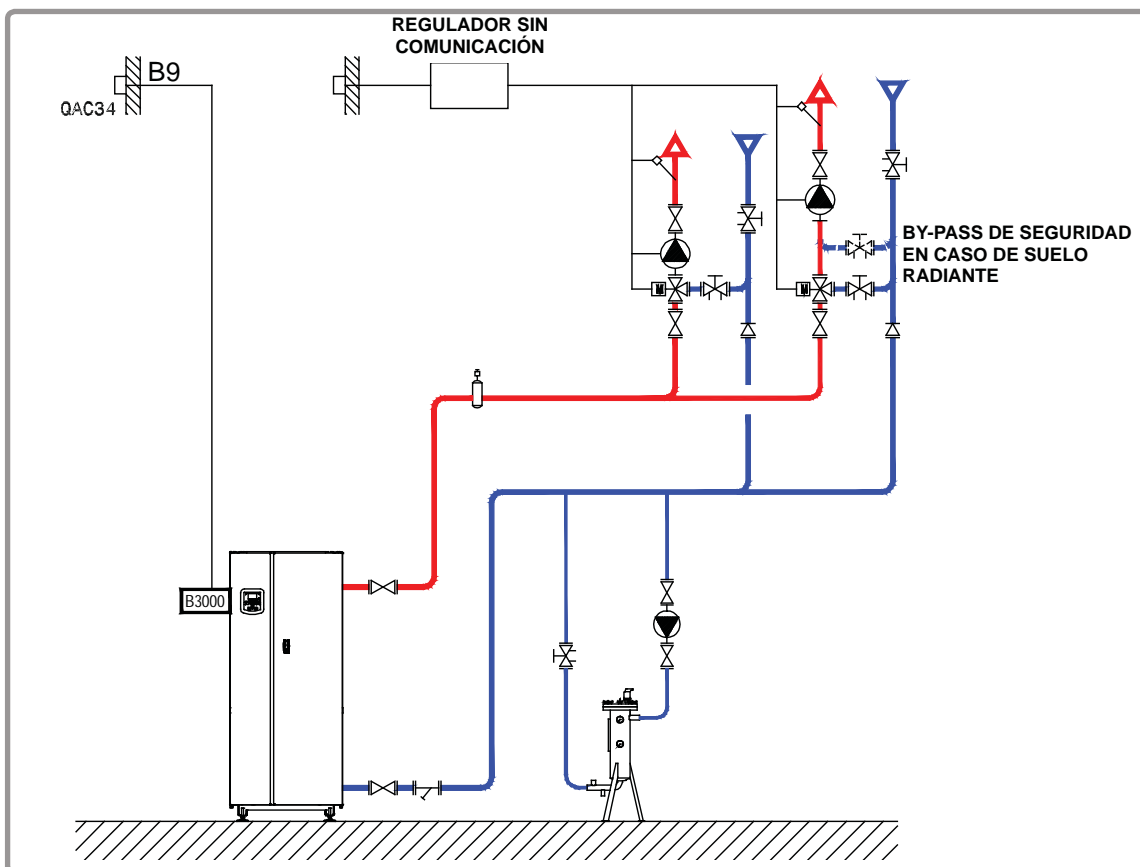 REGULADOR SIN
COMUNICACIÓN
B9
QAC34
BY-PASS DE SEGURIDAD
EN CASO DE SUELO
RADIANTE
M
M
B3000